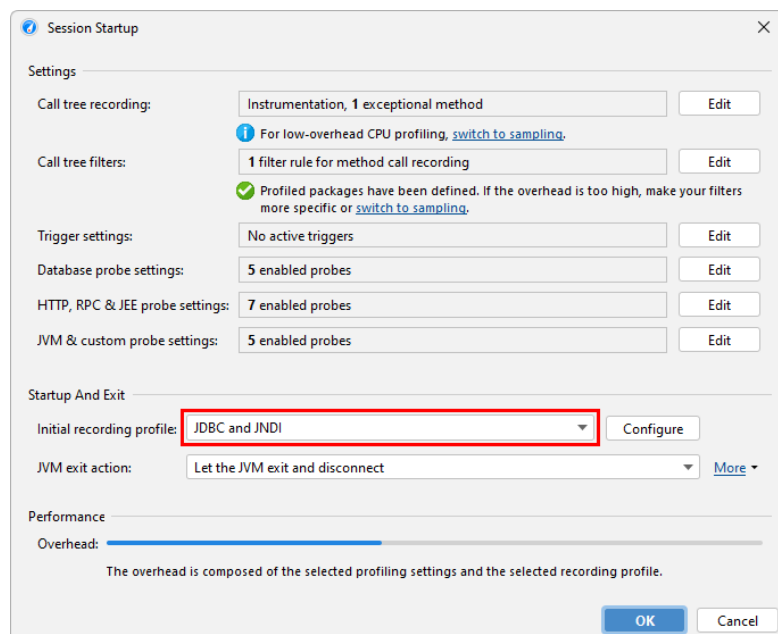 Session Startup
Settings
Call tree recording: Instrumentation, 1 exceptional method Edit
For low-overhead CPU profiling, switch to sampling.
Call tree filters: 1 filter rule for method call recording Edit
Profiled packages have been defined. If the overhead is too high, make your filters
more specific or switch to sampling.
Trigger settings: No active triggers Edit
Database probe settings: 5 enabled probes Edit
HTTP, RPC & JEE probe settings: 7 enabled probes Edit
JVM & custom probe settings: 5 enabled probes Edit
Startup And Exit
Initial recording profile: JDBC and JNDI Configure
JVM exit action: Let the JVM exit and disconnect More
Performance
Overhead:
The overhead is composed of the selected profiling settings and the selected recording profile.
OK Cancel